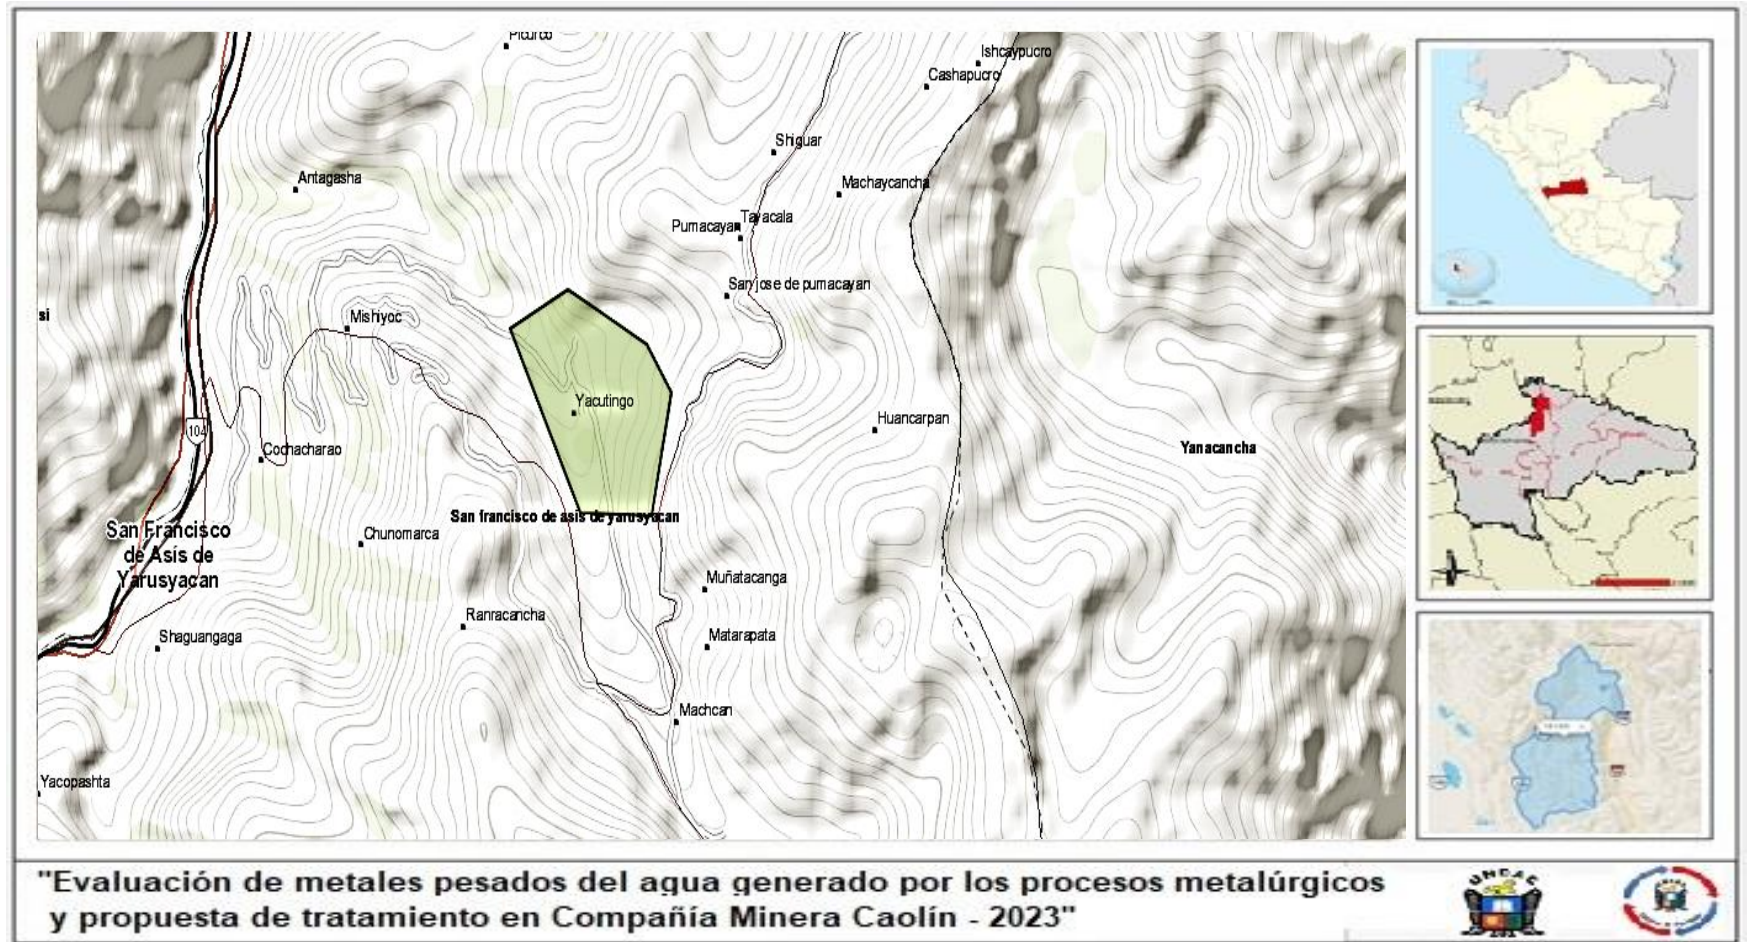 Picurco
Ishcaypucro
Cashapucro
Shiguar
Antagasha
Machaycancha
Tayacala
Pumacayan
San jose de pumacayan
si
Mishiyoc
Yacutingo
Huancarpan
104
Cochacharao
Yanacancha
San francisco de asis de yarusyacan
San Francisco
de Asís de
Yarusyacan
Chunomarca
Muñatacanga
Ranracancha
Shaguangaga
Matarapata
Machcan
Yacopashta
"Evaluación de metales pesados del agua generado por los procesos metalúrgicos
y propuesta de tratamiento en Compañía Minera Caolín - 2023"
UNDAC